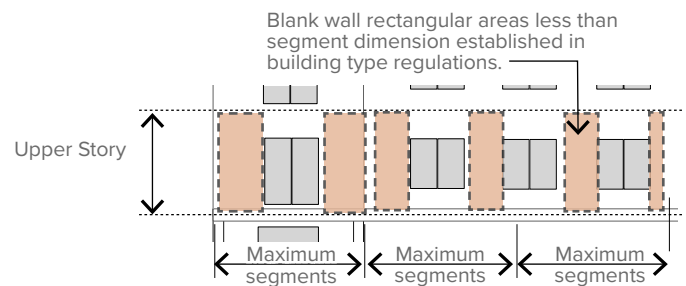 Blank wall rectangular areas less than
segment dimension established in
building type regulations.
Upper Story
Maximum
segments
Maximum
segments
Maximum
segments